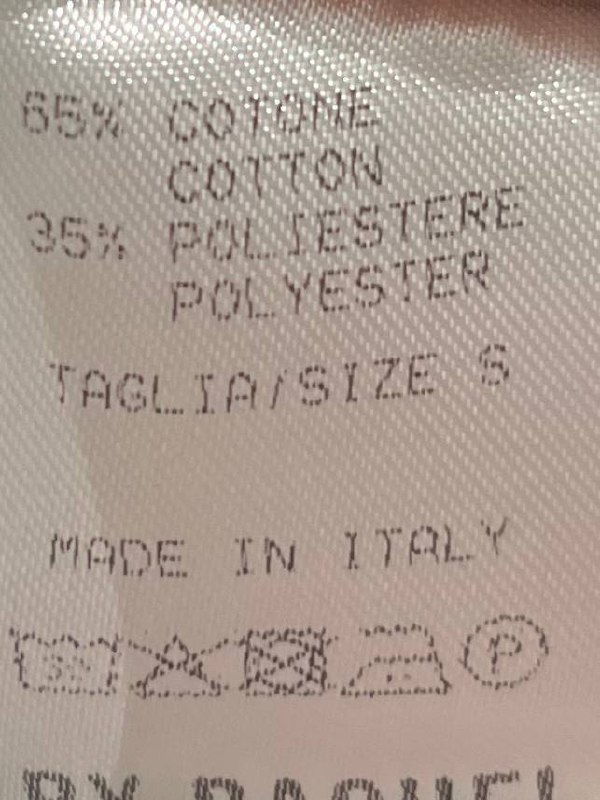 65% COTONE
COTTON
35% POLIESTERE
POLYESTER
TAGLIA/SIZE S
MADE IN ITALY
P